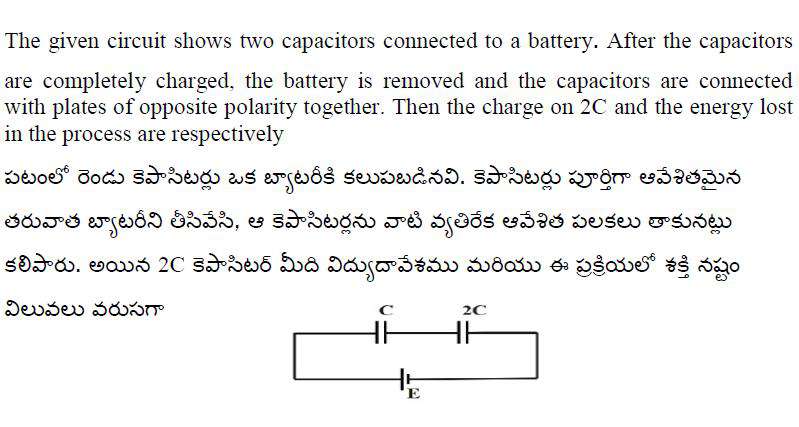 The given circuit shows two capacitors connected to a battery. After the capacitors
are completely charged, the battery is removed and the capacitors are connected
with plates of opposite polarity together. Then the charge on 2C and the energy lost
in the process are respectively
పటంలో రెండు కెపాసిటర్లు ఒక బ్యాటరీకి కలుపబడినవి. కెపాసిటర్లు పూర్తిగా ఆవేశితమైన
తరువాత బ్యాటరీని తీసివేసి, ఆ కెపాసిటర్లను వాటి వ్యతిరేక ఆవేశిత పలకలు తాకునట్లు
కలిపారు. అయిన 2C కెపాసిటర్ మీది విద్యుదావేశము మరియు ఈ ప్రక్రియలో శక్తి నష్టం
విలువలు వరుసగా
C 2C
E